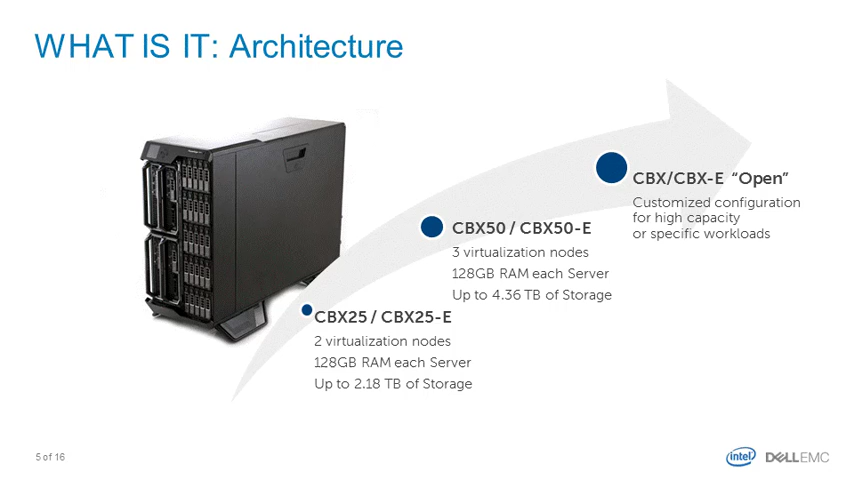 WHAT IS IT: Architecture
CBX/CBX-E “Open”
Customized configuration
for high capacity
or specific workloads
CBX50 / CBX50-E
3 virtualization nodes
128GB RAM each Server
Up to 4.36 TB of Storage
CBX25 / CBX25-E
2 virtualization nodes
128GB RAM each Server
Up to 2.18 TB of Storage
5 of 16
intel
DELLEMC